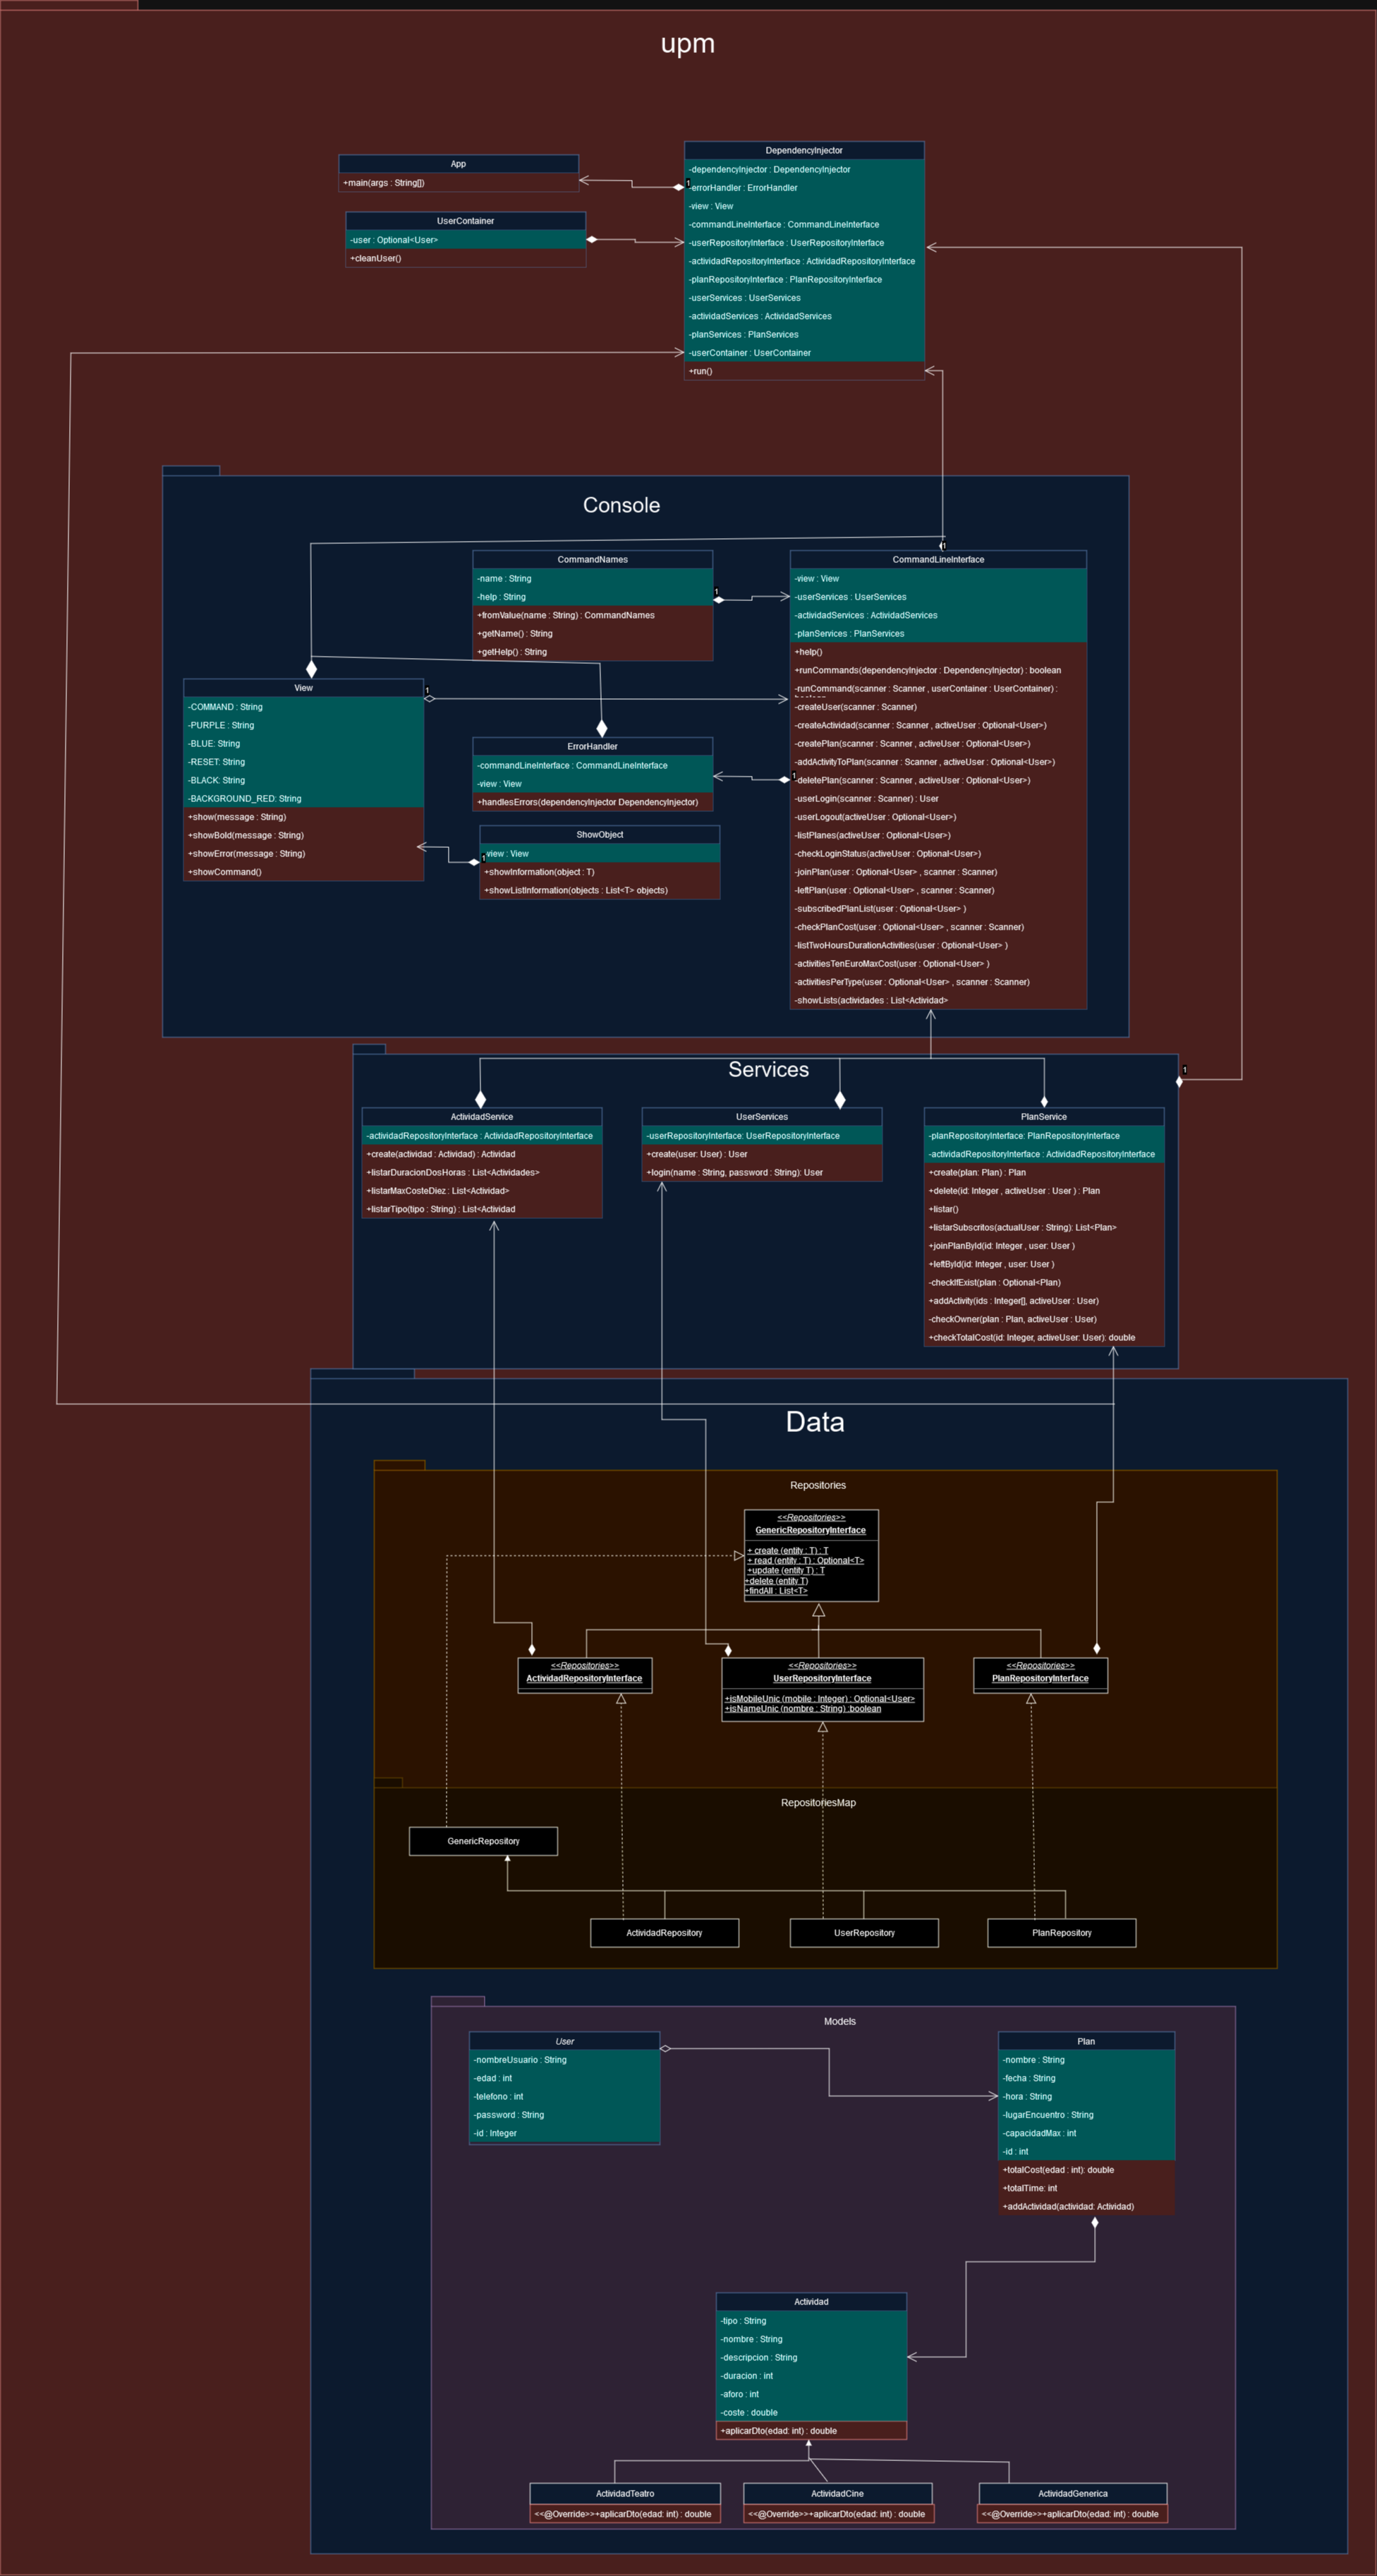 upm
App
+main(args : String[])
UserContainer
-user : Optional<User>
+cleanUser()
DependencyInjector
-dependencyInjector : DependencyInjector
1
-errorHandler : ErrorHandler
-view : View
-commandLineInterface : CommandLineInterface
-userRepositoryInterface : UserRepositoryInterface
-actividadRepositoryInterface : ActividadRepositoryInterface
-planRepositoryInterface : PlanRepositoryInterface
-userServices : UserServices
-actividadServices : ActividadServices
-planServices : PlanServices
-userContainer : UserContainer
+run()
Console
CommandNames
-name : String
-help : String
1
+fromValue(name : String) : CommandNames
+getName() : String
+getHelp() : String
1
CommandLineInterface
-view : View
-userServices : UserServices
-actividadServices : ActividadServices
-planServices : PlanServices
+help()
+runCommands(dependencyInjector : DependencyInjector) : boolean
-runCommand(scanner : Scanner , userContainer : UserContainer) :
boolean
-createUser(scanner : Scanner)
-createActividad(scanner : Scanner , activeUser : Optional<User>)
-createPlan(scanner : Scanner , activeUser : Optional<User>)
-addActivityToPlan(scanner : Scanner , activeUser : Optional<User>)
1
-deletePlan(scanner : Scanner , activeUser : Optional<User>)
-userLogin(scanner : Scanner) : User
-userLogout(activeUser : Optional<User>)
-listPlanes(activeUser : Optional<User>)
-checkLoginStatus(activeUser : Optional<User>)
-joinPlan(user : Optional<User> , scanner : Scanner)
-leftPlan(user : Optional<User> , scanner : Scanner)
-subscribedPlanList(user : Optional<User> )
-checkPlanCost(user : Optional<User> , scanner : Scanner)
-listTwoHoursDurationActivities(user : Optional<User> )
-activitiesTenEuroMaxCost(user : Optional<User> )
-activitiesPerType(user : Optional<User> , scanner : Scanner)
-showLists(actividades : List<Actividad>
View
1
-COMMAND : String
-PURPLE : String
-BLUE: String
-RESET: String
-BLACK: String
-BACKGROUND_RED: String
+show(message : String)
+showBold(message : String)
+showError(message : String)
+showCommand()
ErrorHandler
-commandLineInterface : CommandLineInterface
-view : View
+handlesErrors(dependencyInjector DependencyInjector)
ShowObject
1
-view : View
+showInformation(object : T)
+showListInformation(objects : List<T> objects)
Services
1
ActividadService
-actividadRepositoryInterface : ActividadRepositoryInterface
+create(actividad : Actividad) : Actividad
+listarDuracionDosHoras : List<Actividades>
+listarMaxCosteDiez : List<Actividad>
+listarTipo(tipo : String) : List<Actividad
UserServices
-userRepositoryInterface: UserRepositoryInterface
+create(user: User) : User
+login(name : String, password : String): User
PlanService
-planRepositoryInterface: PlanRepositoryInterface
-actividadRepositoryInterface : ActividadRepositoryInterface
+create(plan: Plan) : Plan
+delete(id: Integer , activeUser : User ) : Plan
+listar()
+listarSubscritos(actualUser : String): List<Plan>
+joinPlanById(id: Integer , user: User )
+leftById(id: Integer , user: User )
-checkIfExist(plan : Optional<Plan)
+addActivity(ids : Integer[], activeUser : User)
-checkOwner(plan : Plan, activeUser : User)
+checkTotalCost(id: Integer, activeUser: User): double
Data
Repositories
<<Repositories>>
GenericRepositoryInterface
+ create (entity : T) : T
+ read (entity : T) : Optional<T>
+update (entity T) : T
+delete (entity T)
+findAll : List<T>
<<Repositories>>
ActividadRepositoryInterface
<<Repositories>>
UserRepositoryInterface
+isMobileUnic (mobile : Integer) : Optional<User>
+isNameUnic (nombre : String) :boolean
<<Repositories>>
PlanRepositoryInterface
RepositoriesMap
GenericRepository
ActividadRepository
UserRepository
PlanRepository
Models
User
-nombreUsuario : String
-edad : int
-telefono : int
-password : String
-id : Integer
Plan
-nombre : String
-fecha : String
-hora : String
-lugarEncuentro : String
-capacidadMax : int
-id : int
+totalCost(edad : int): double
+totalTime: int
+addActividad(actividad: Actividad)
Actividad
-tipo : String
-nombre : String
-descripcion : String
-duracion : int
-aforo : int
-coste : double
+aplicarDto(edad: int) : double
ActividadTeatro
<<@Override>>+aplicarDto(edad: int) : double
ActividadCine
<<@Override>>+aplicarDto(edad: int) : double
ActividadGenerica
<<@Override>>+aplicarDto(edad: int) : double